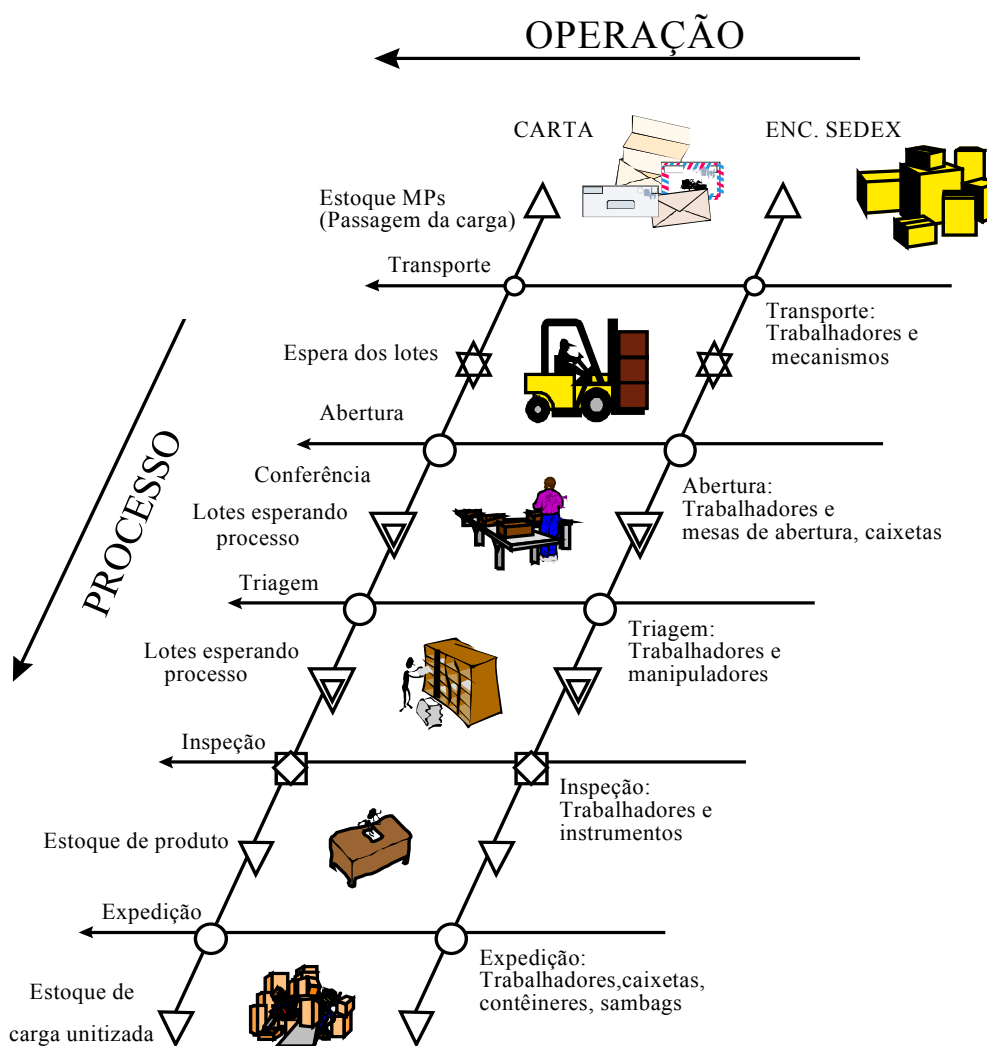 OPERAÇÃO
CARTA
ENC. SEDEX
Estoque MPs
(Passagem da carga)
Transporte
Transporte:
Trabalhadores e
mecanismos
Espera dos lotes
Abertura
PROCESSO
Conferência
Abertura:
Trabalhadores e
mesas de abertura, caixetas
Lotes esperando
processo
Triagem
Triagem:
Trabalhadores e
manipuladores
Lotes esperando
processo
Inspeção
Inspeção:
Trabalhadores e
instrumentos
Estoque de produto
Expedição
Expedição:
Trabalhadores,caixetas,
contêineres, sambags
Estoque de
carga unitizada